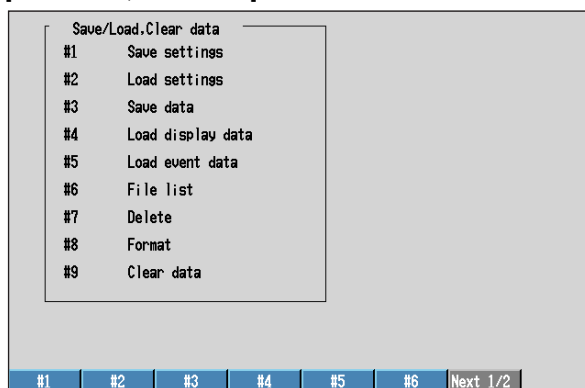 Save/Load,Clear data
#1 Save settings
#2 Load settings
#3 Save data
#4 Load display data
#5 Load event data
#6 File list
#7 Delete
#8 Format
#9 Clear data
#1 #2 #3 #4 #5 #6 Next 1/2